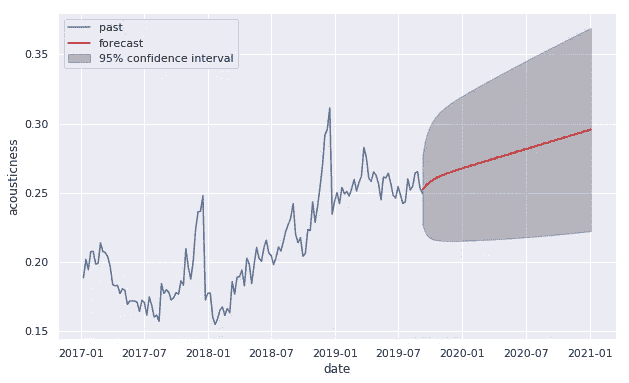 past
forecast
95% confidence interval
0.35
0.30
0.25
0.20
0.15
acousticness
2017-01 2017-07 2018-01 2018-07 2019-01 2019-07 2020-01 2020-07 2021-01
date